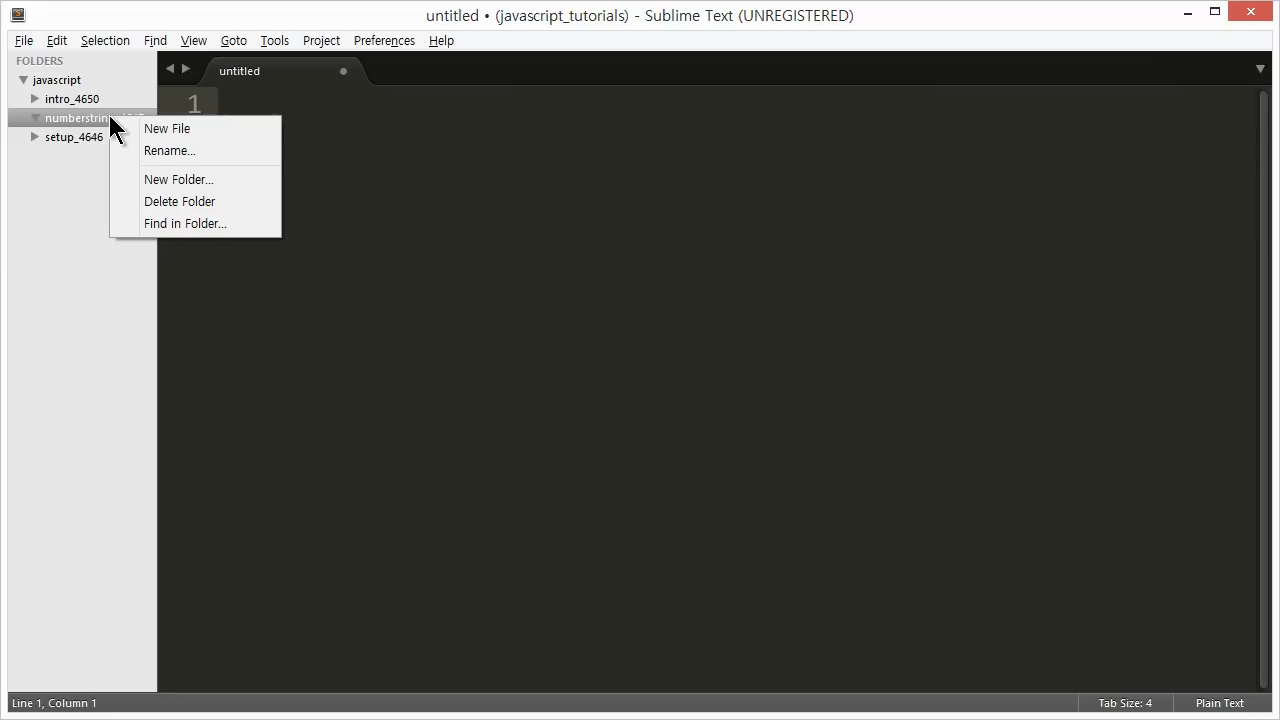 untitled • (javascript_tutorials) - Sublime Text (UNREGISTERED)
File Edit Selection Find View Goto Tools Project Preferences Help
FOLDERS
untitled
javascript
intro_4650
1
setup_4646
New File
Rename...
New Folder...
Delete Folder
Find in Folder...
Line 1, Column 1
Tab Size: 4
Plain Text